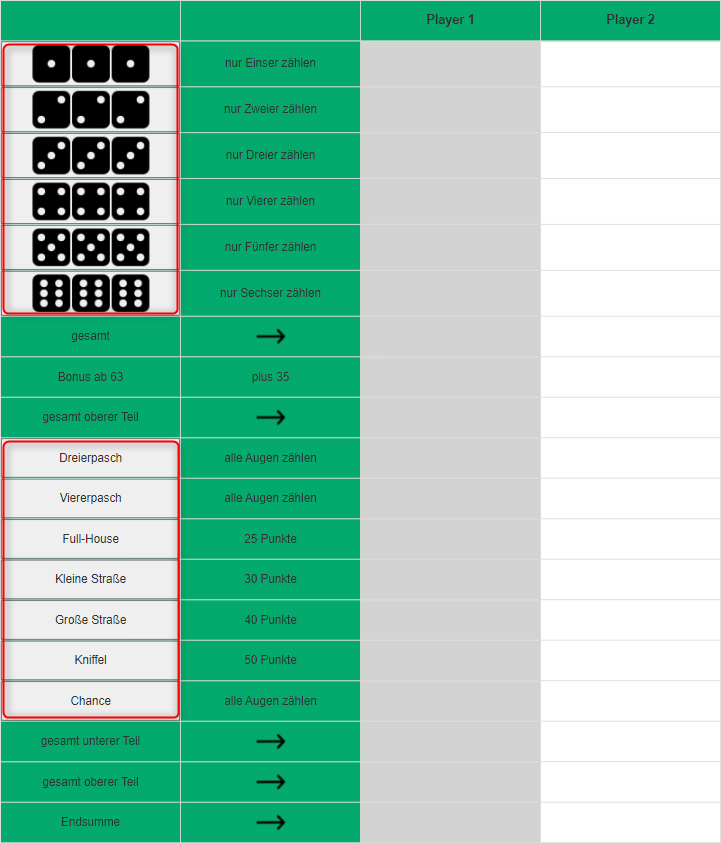 Player 1 Player 2
nur Einser zählen
nur Zweier zählen
nur Dreier zählen
nur Vierer zählen
nur Fünfer zählen
nur Sechser zählen
gesamt
Bonus ab 63 plus 35
gesamt oberer Teil
Dreierpasch alle Augen zählen
Viererpasch alle Augen zählen
Full-House 25 Punkte
Kleine Straße 30 Punkte
Große Straße 40 Punkte
Kniffel 50 Punkte
Chance alle Augen zählen
gesamt unterer Teil
gesamt oberer Teil
Endsumme